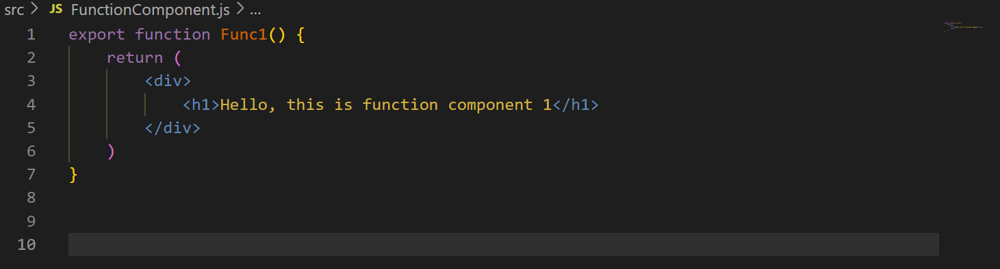 src > JS FunctionComponent.js > ...
1 export function Func1() {
2     return (
3         <div>
4             <h1>Hello, this is function component 1</h1>
5         </div>
6     )
7 }
8
9
10